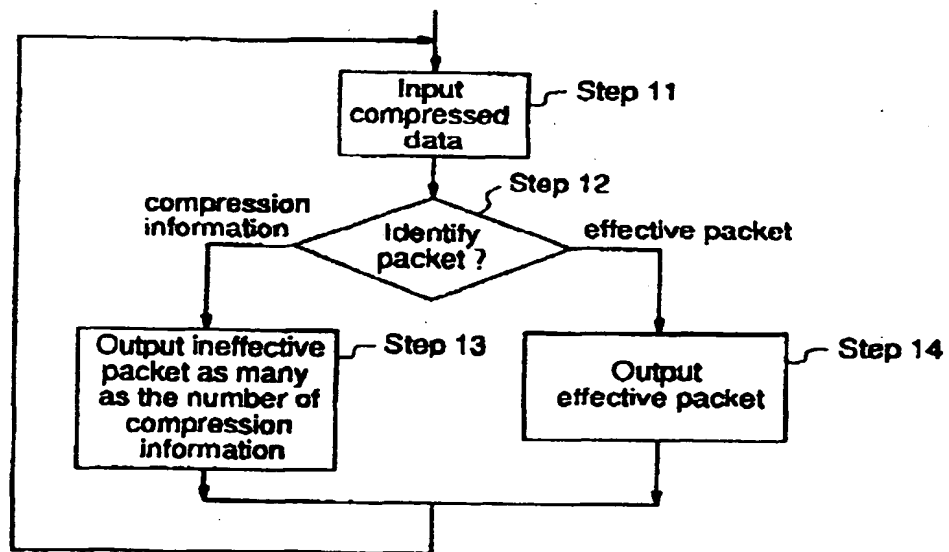 Input
compressed
data
Step 11
Step 12
compression
information
Identify
packet ?
effective packet
Output ineffective
packet as many
as the number of
compression
information
Step 13
Output
effective packet
Step 14